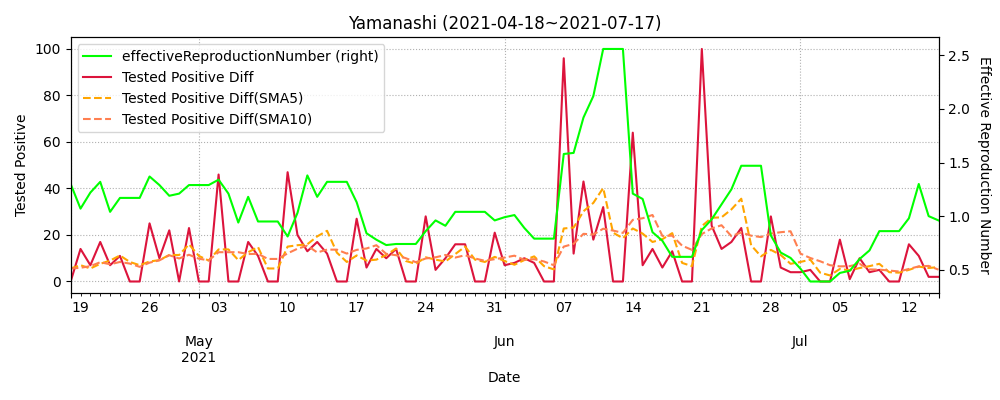 Yamanashi (2021-04-18~2021-07-17)
effectiveReproductionNumber (right)
Tested Positive Diff
Tested Positive Diff(SMA5)
Tested Positive Diff(SMA10)
Tested Positive
100
80
60
40
20
0
2.5
2.0
1.5
1.0
0.5
Effective Reproduction Number
19 26 03 10 17 24 31 07 14 21 28 05 12
May Jun Jul
2021
Date